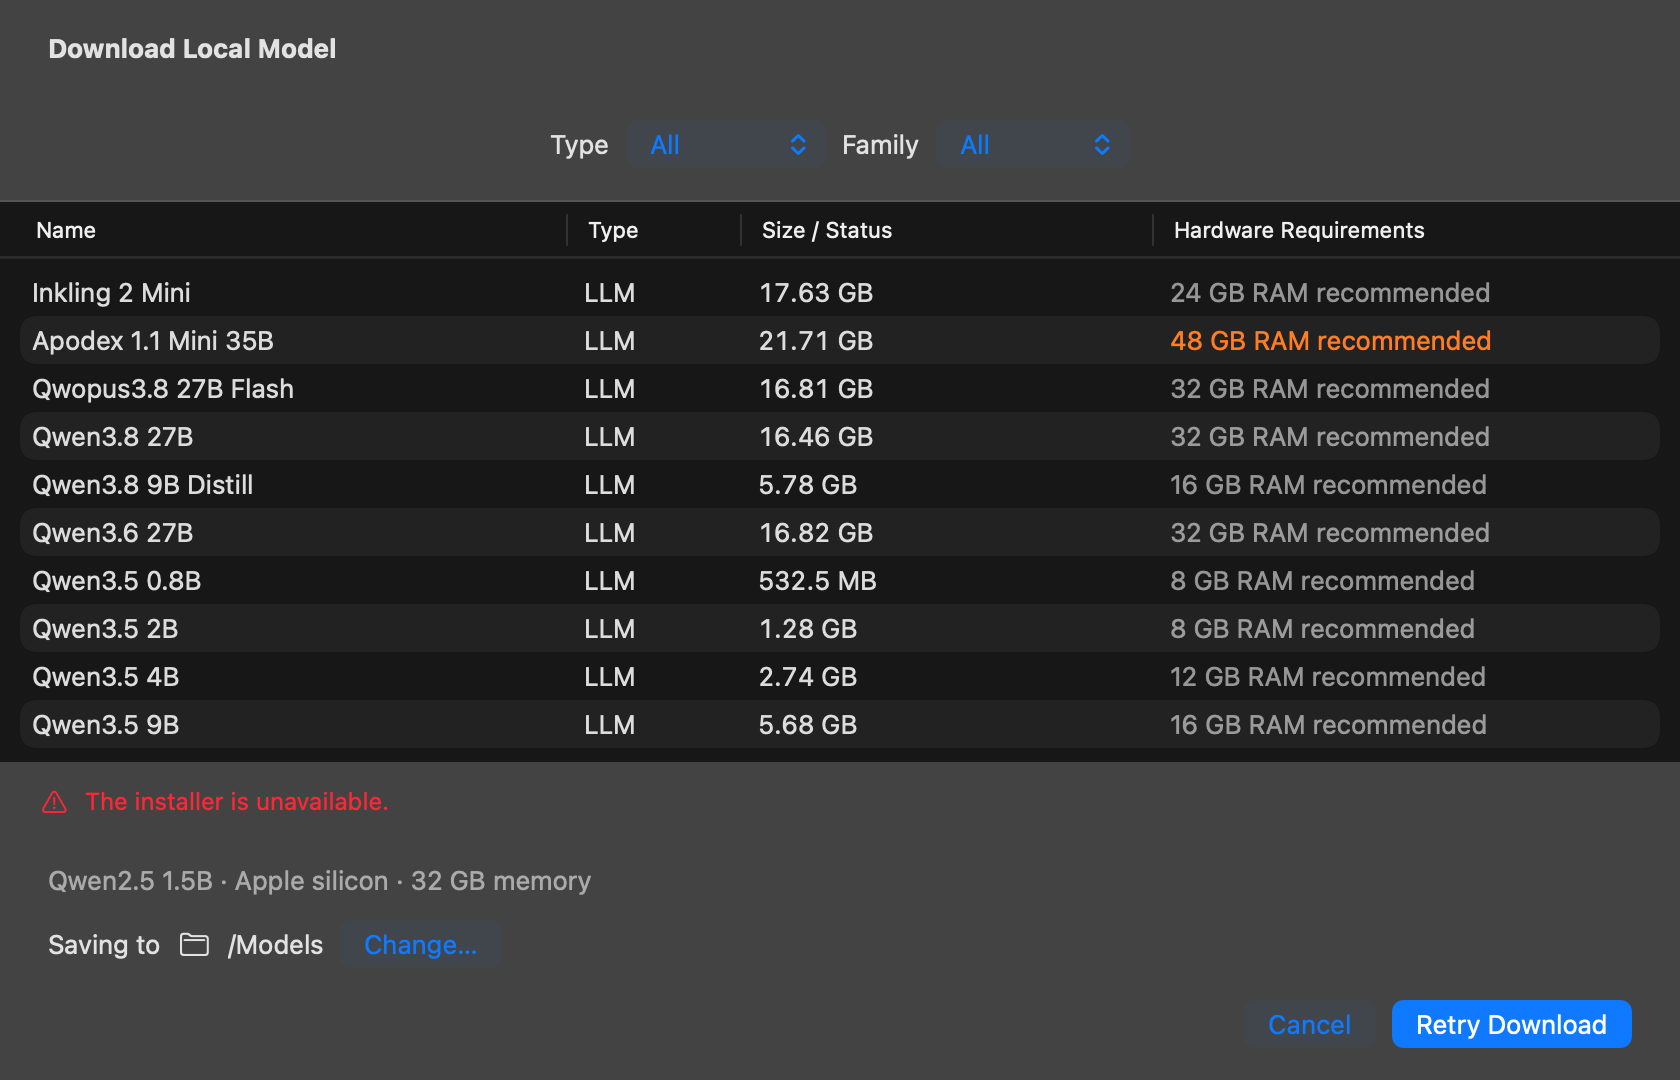 Download Local Model
Type All Family All
Name Type Size / Status Hardware Requirements
Inkling 2 Mini LLM 17.63 GB 24 GB RAM recommended
Apodex 1.1 Mini 35B LLM 21.71 GB 48 GB RAM recommended
Qwopus3.8 27B Flash LLM 16.81 GB 32 GB RAM recommended
Qwen3.8 27B LLM 16.46 GB 32 GB RAM recommended
Qwen3.8 9B Distill LLM 5.78 GB 16 GB RAM recommended
Qwen3.6 27B LLM 16.82 GB 32 GB RAM recommended
Qwen3.5 0.8B LLM 532.5 MB 8 GB RAM recommended
Qwen3.5 2B LLM 1.28 GB 8 GB RAM recommended
Qwen3.5 4B LLM 2.74 GB 12 GB RAM recommended
Qwen3.5 9B LLM 5.68 GB 16 GB RAM recommended
The installer is unavailable.
Qwen2.5 1.5B · Apple silicon · 32 GB memory
Saving to /Models Change...
Cancel Retry Download